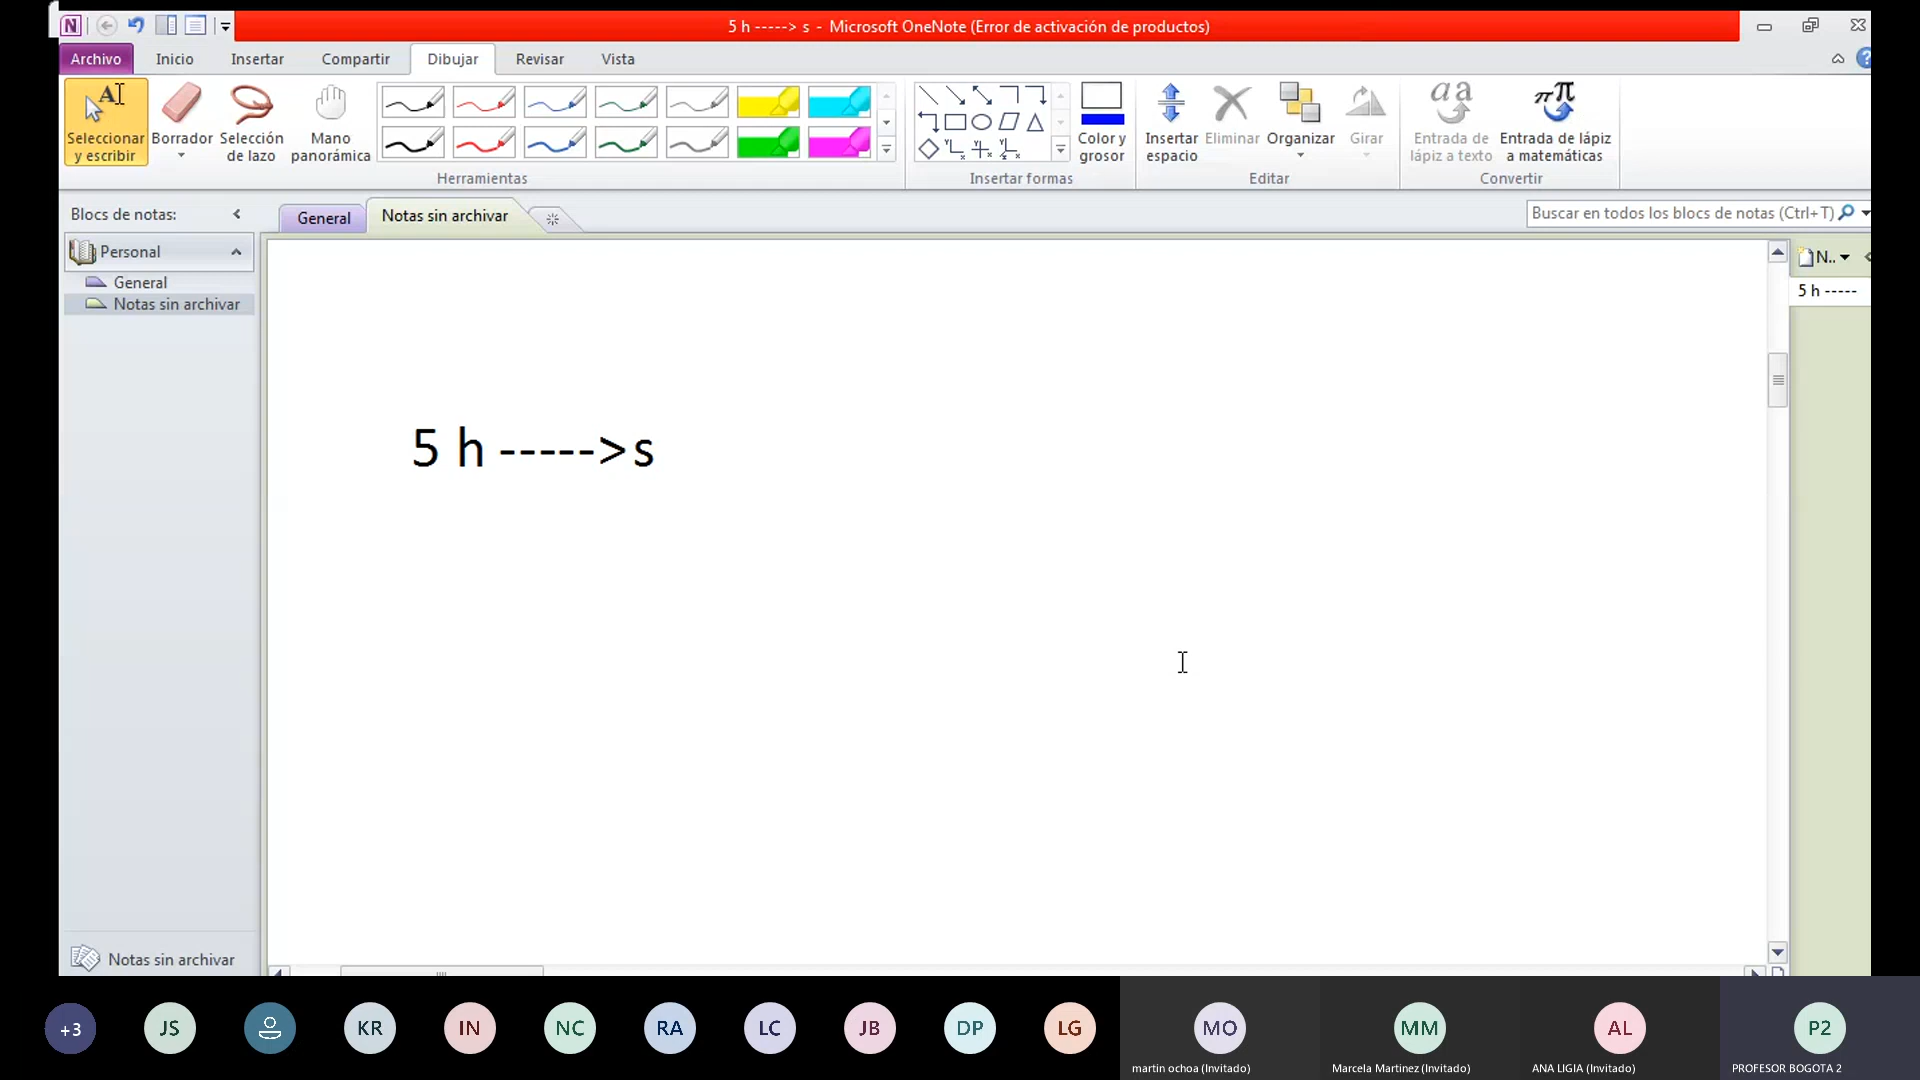 5 h -----> s - Microsoft OneNote (Error de activación de productos)
Archivo Inicio Insertar Compartir Dibujar Revisar Vista
Seleccionar y escribir
Borrador
Selección de lazo
Mano panorámica
Color y grosor
Insertar espacio
Eliminar
Organizar
Girar
Entrada de lápiz a texto
Entrada de lápiz a matemáticas
Herramientas
Insertar formas
Editar
Convertir
Blocs de notas:
General
Notas sin archivar
Buscar en todos los blocs de notas (Ctrl+T)
Personal
General
Notas sin archivar
N..
5 h -----
5 h ----->s
Notas sin archivar
+3 JS KR IN NC RA LC JB DP LG MO MM AL P2
martin ochoa (Invitado)
Marcela Martinez (Invitado)
ANA LIGIA (Invitado)
PROFESOR BOGOTA 2